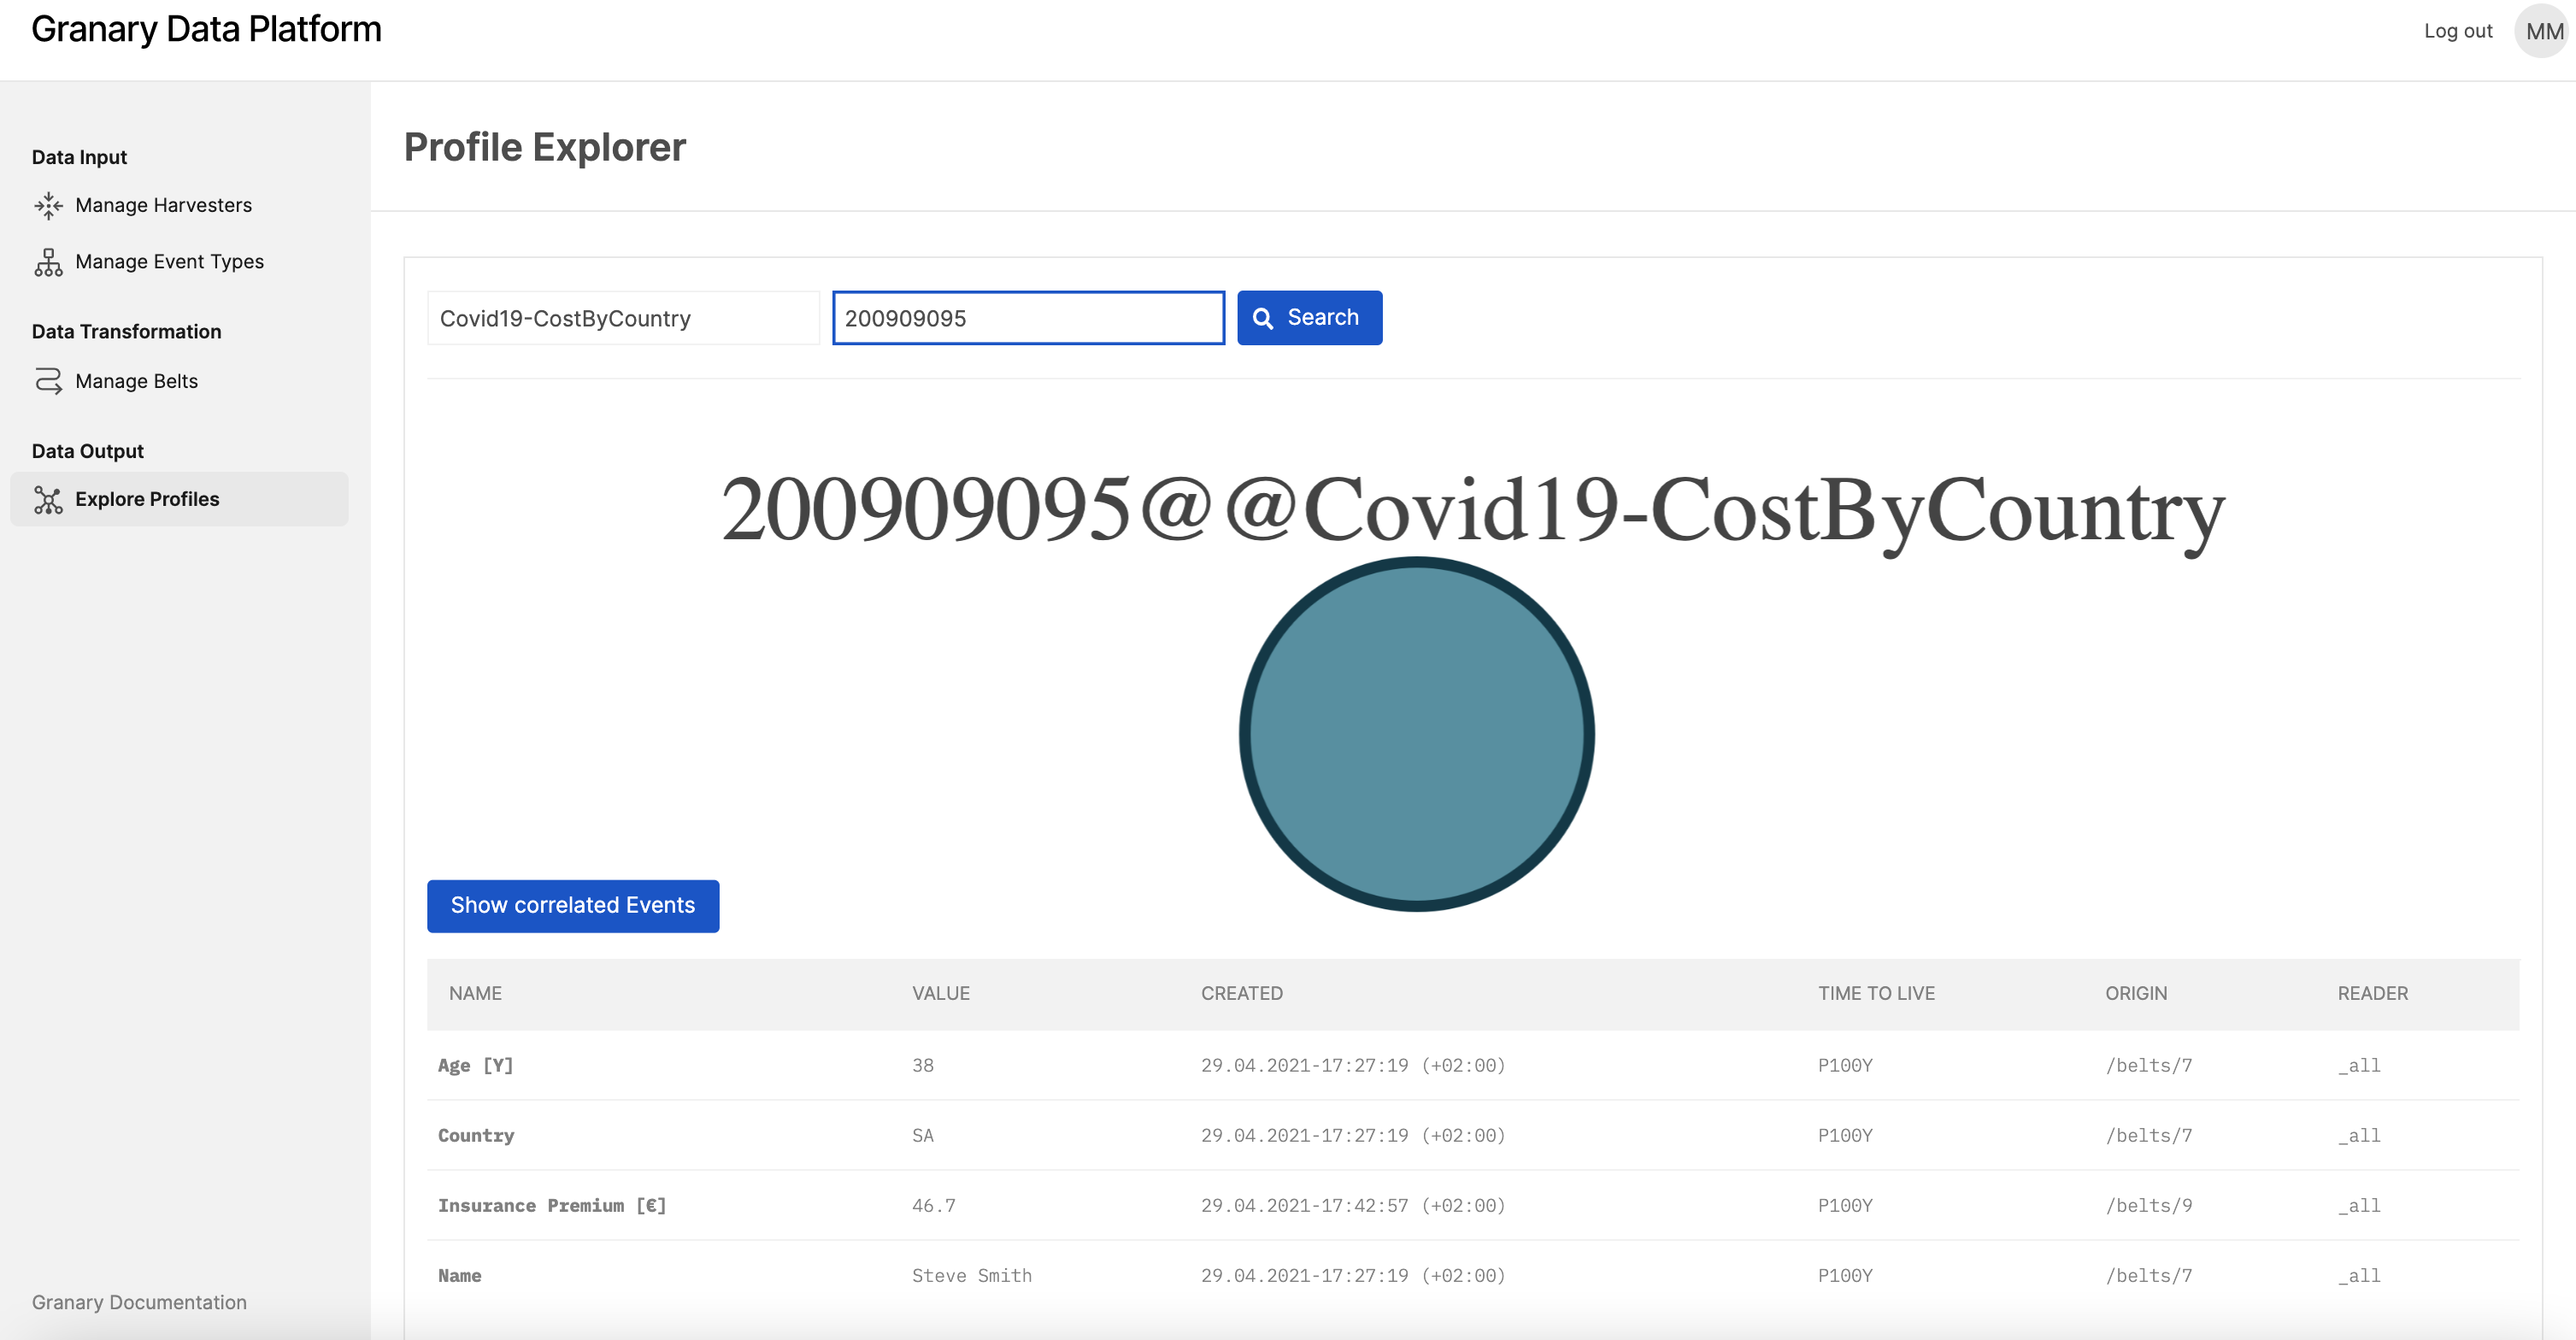 Granary Data Platform
Log out MM
Data Input
Manage Harvesters
Manage Event Types
Data Transformation
Manage Belts
Data Output
Explore Profiles
Granary Documentation
Profile Explorer
Covid19-CostByCountry 200909095 Search
200909095@@Covid19-CostByCountry
Show correlated Events
NAME VALUE CREATED TIME TO LIVE ORIGIN READER
Age [Y] 38 29.04.2021-17:27:19 (+02:00) P100Y /belts/7 _all
Country SA 29.04.2021-17:27:19 (+02:00) P100Y /belts/7 _all
Insurance Premium [€] 46.7 29.04.2021-17:42:57 (+02:00) P100Y /belts/9 _all
Name Steve Smith 29.04.2021-17:27:19 (+02:00) P100Y /belts/7 _all